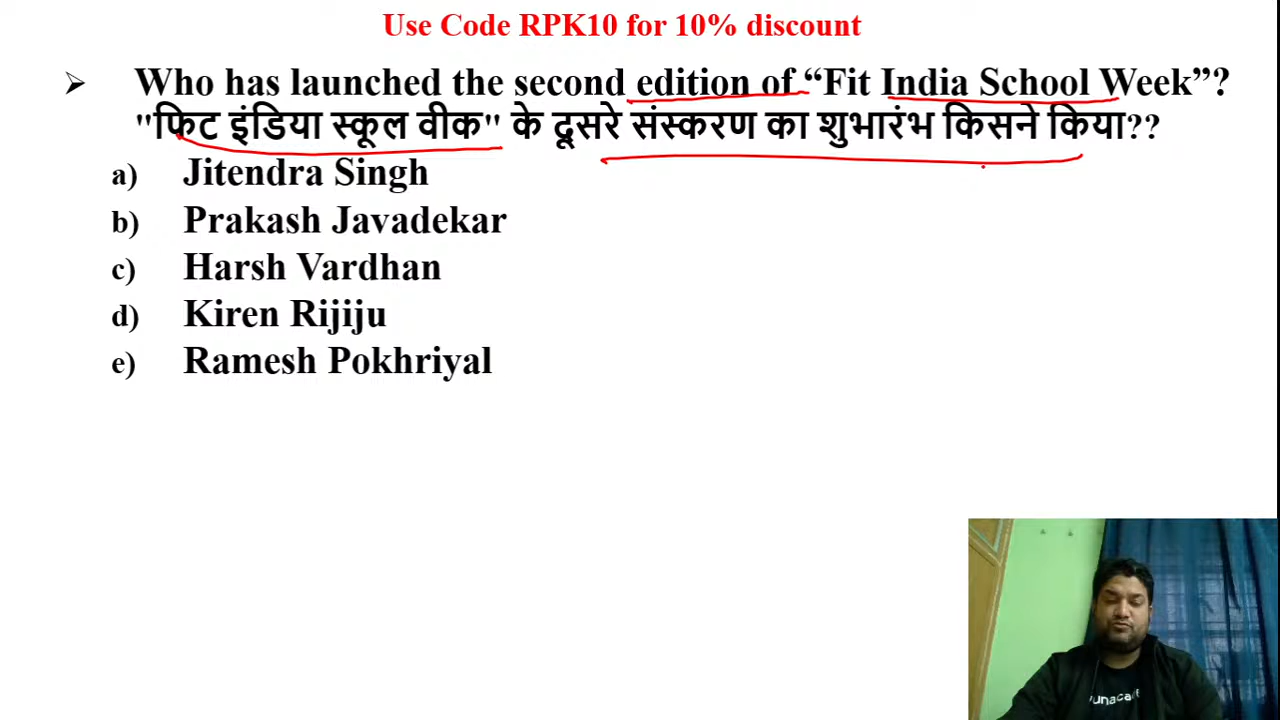 Use Code RPK10 for 10% discount
➢ Who has launched the second edition of “Fit India School Week”?
"फिट इंडिया स्कूल वीक" के दूसरे संस्करण का शुभारंभ किसने किया??
a) Jitendra Singh
b) Prakash Javadekar
c) Harsh Vardhan
d) Kiren Rijiju
e) Ramesh Pokhriyal